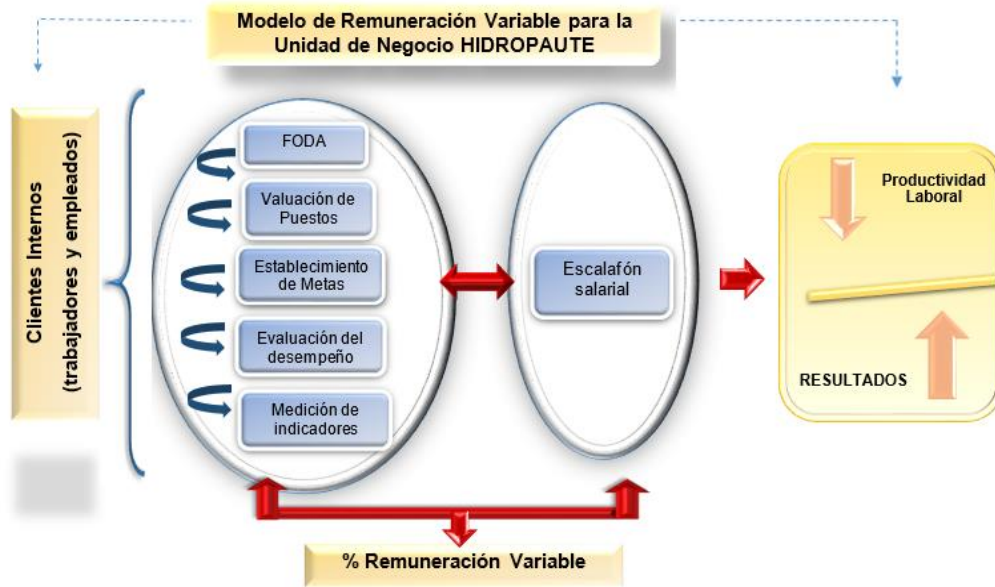 Modelo de Remuneración Variable para la
Unidad de Negocio HIDROPAUTE
Clientes Internos
(trabajadores y empleados)
FODA
Valuación de
Puestos
Establecimiento
de Metas
Evaluación del
desempeño
Medición de
indicadores
Escalafón
salarial
Productividad
Laboral
RESULTADOS
% Remuneración Variable